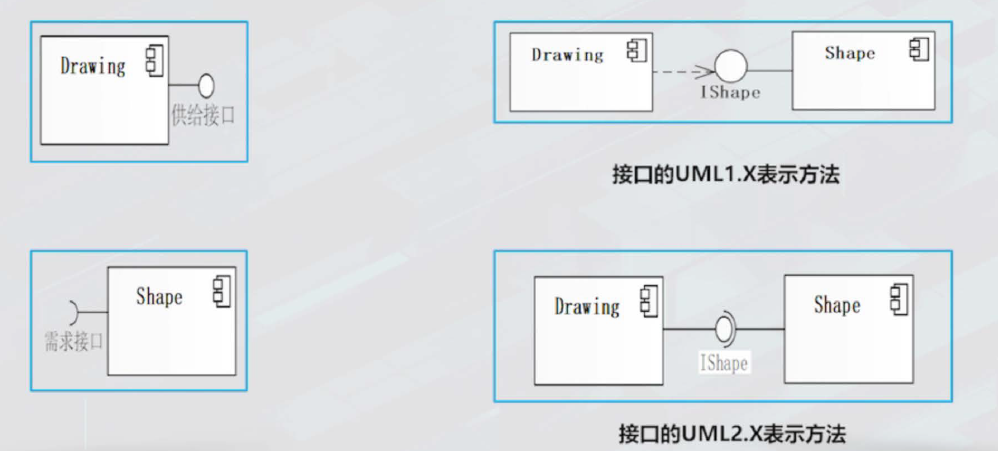 Drawing
供给接口
Drawing
IShape
Shape
接口的UML1.X表示方法
Shape
需求接口
Drawing
IShape
Shape
接口的UML2.X表示方法